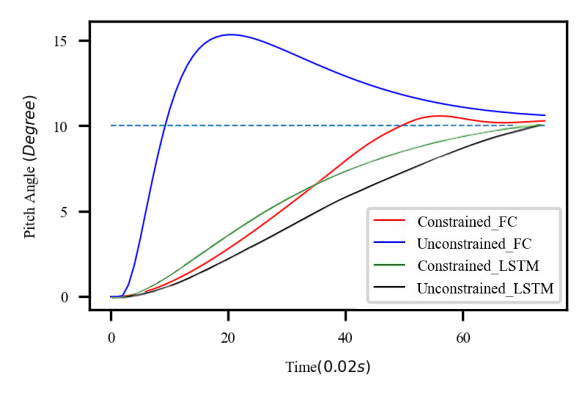 15
10
5
0
Pitch Angle (Degree)
Constrained_FC
Unconstrained_FC
Constrained_LSTM
Unconstrained_LSTM
0 20 40 60
Time(0.02s)